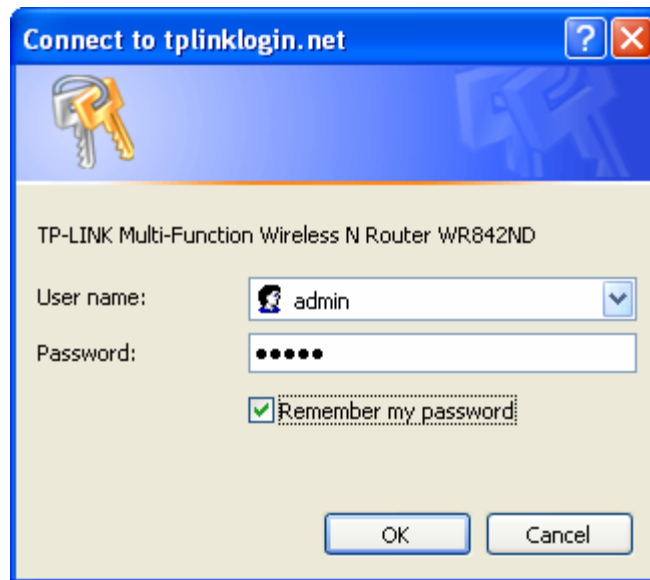 Connect to tplinklogin.net
TP-LINK Multi-Function Wireless N Router WR842ND
User name:
admin
Password:
•••••
Remember my password
OK
Cancel